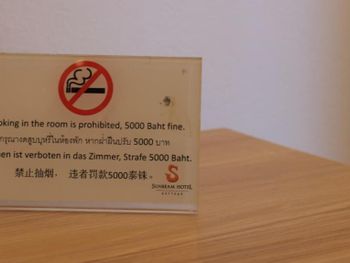 oking in the room is prohibited, 5000 Baht fine.
กรุณางดสูบบุหรี่ในห้องพัก หากฝ่าฝืนปรับ 5000 บาท
en ist verboten in das Zimmer, Strafe 5000 Baht.
禁止抽烟， 违者罚款5000泰铢。
SUNBEAM HOTEL
PATTAYA